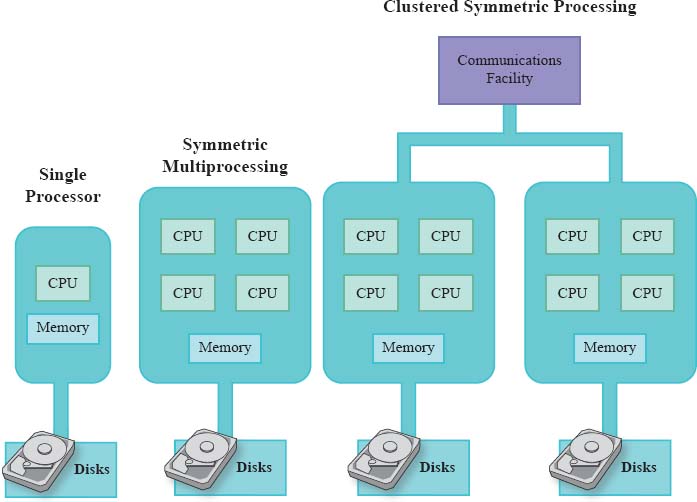 Clustered Symmetric Processing
Communications
Facility
Symmetric
Multiprocessing
Single
Processor
CPU
Memory
Disks
CPU CPU
CPU CPU
Memory
Disks
CPU CPU
CPU CPU
Memory
Disks
CPU CPU
CPU CPU
Memory
Disks